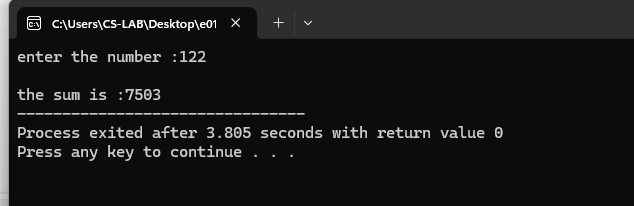 C:\Users\CS-LAB\Desktop\e01
enter the number :122
the sum is :7503
--------------------------------
Process exited after 3.805 seconds with return value 0
Press any key to continue . . .